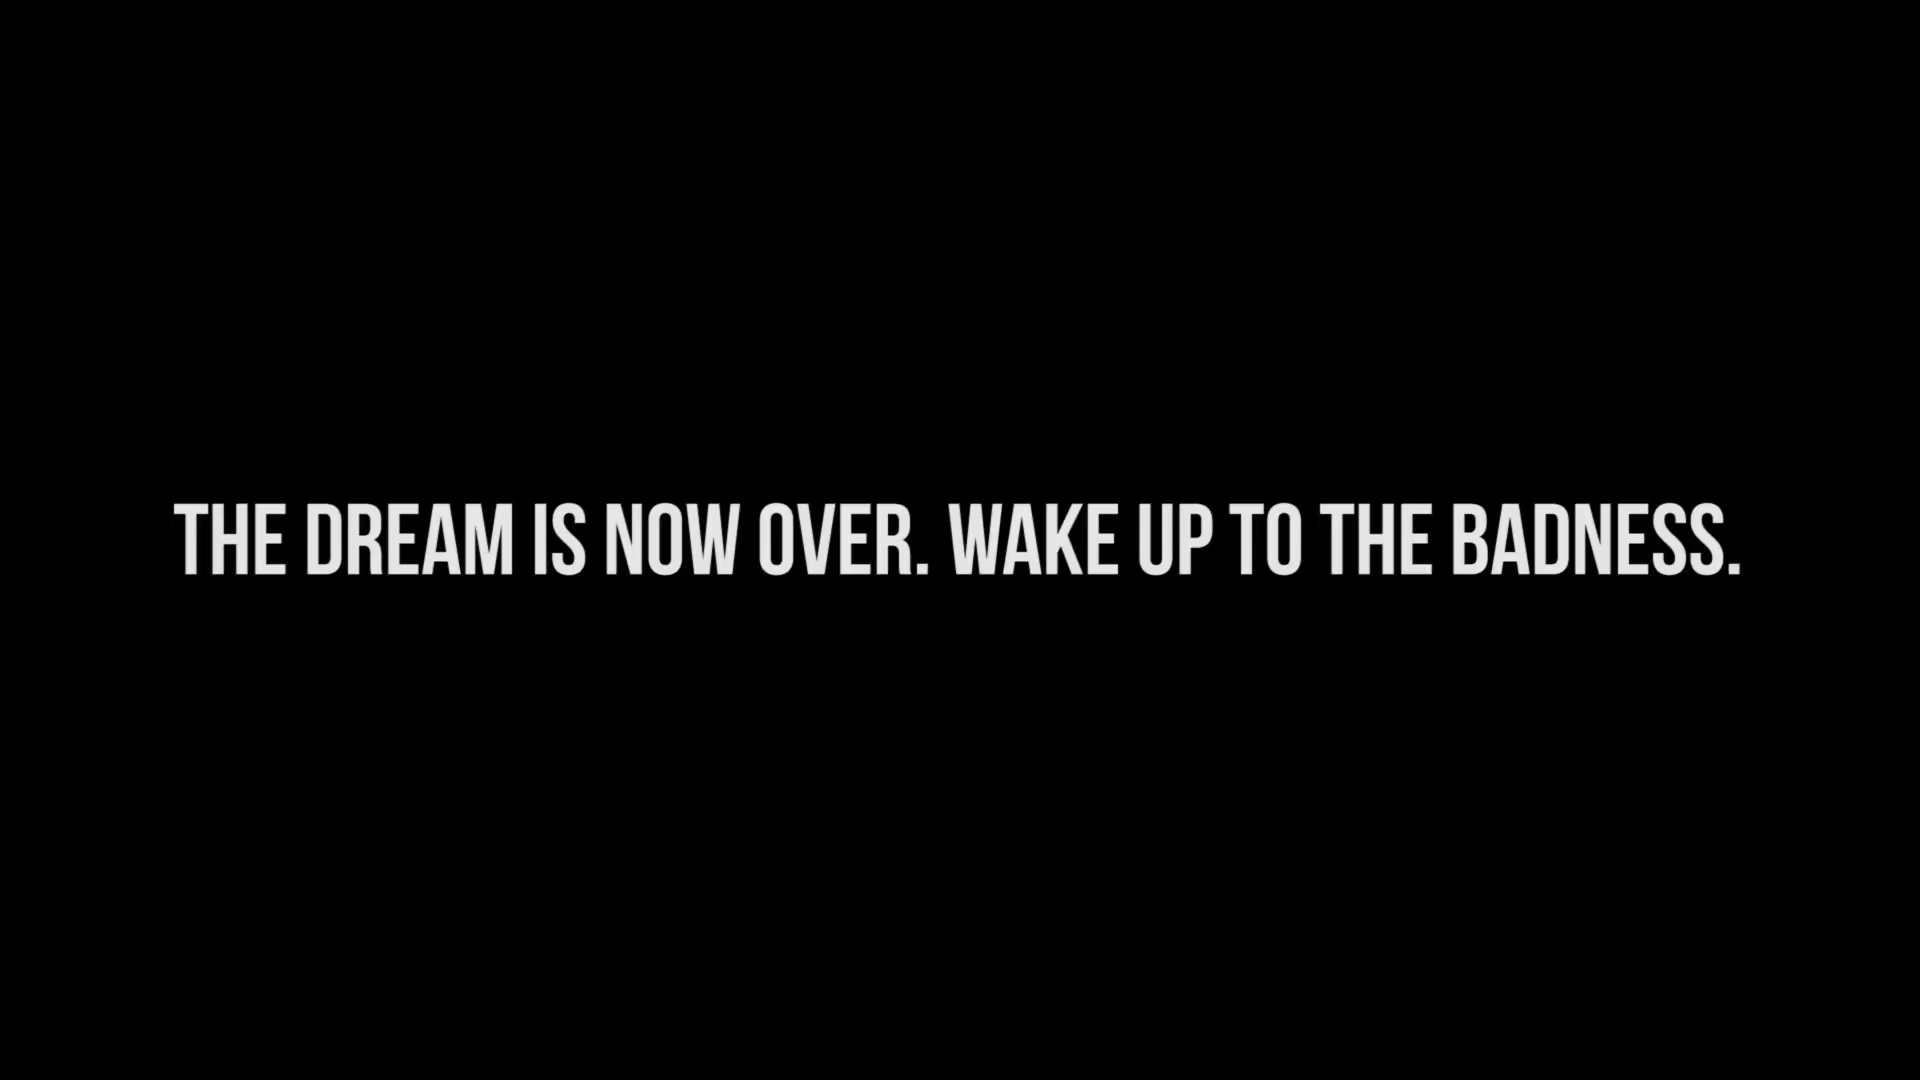 THE DREAM IS NOW OVER. WAKE UP TO THE BADNESS.